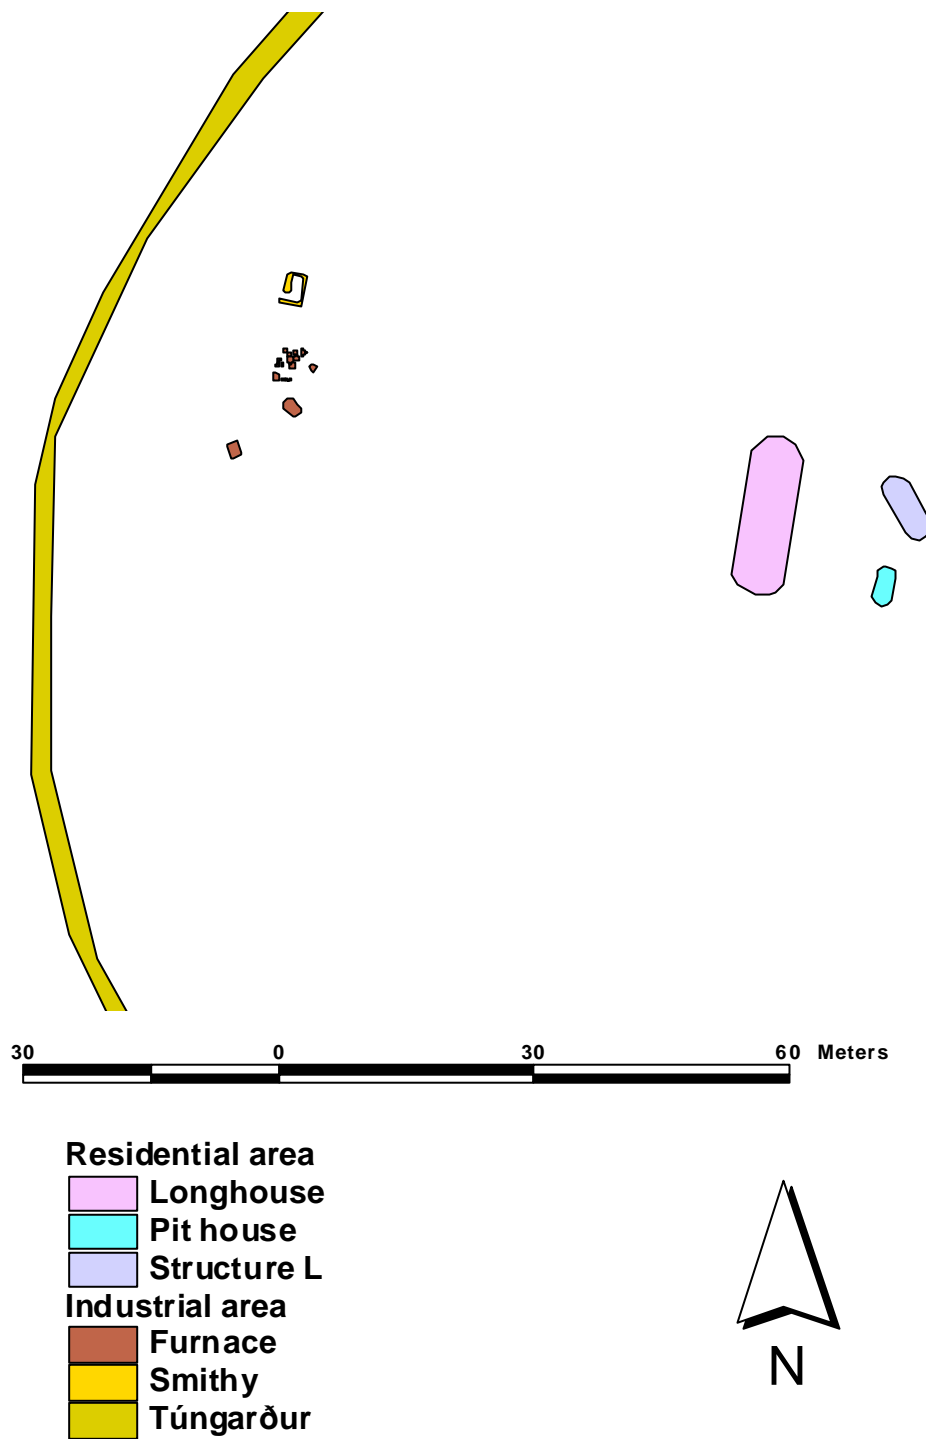 30 0 30 60 Meters
Residential area
Longhouse
Pit house
Structure L
Industrial area
Furnace
Smithy
Túngarður
N